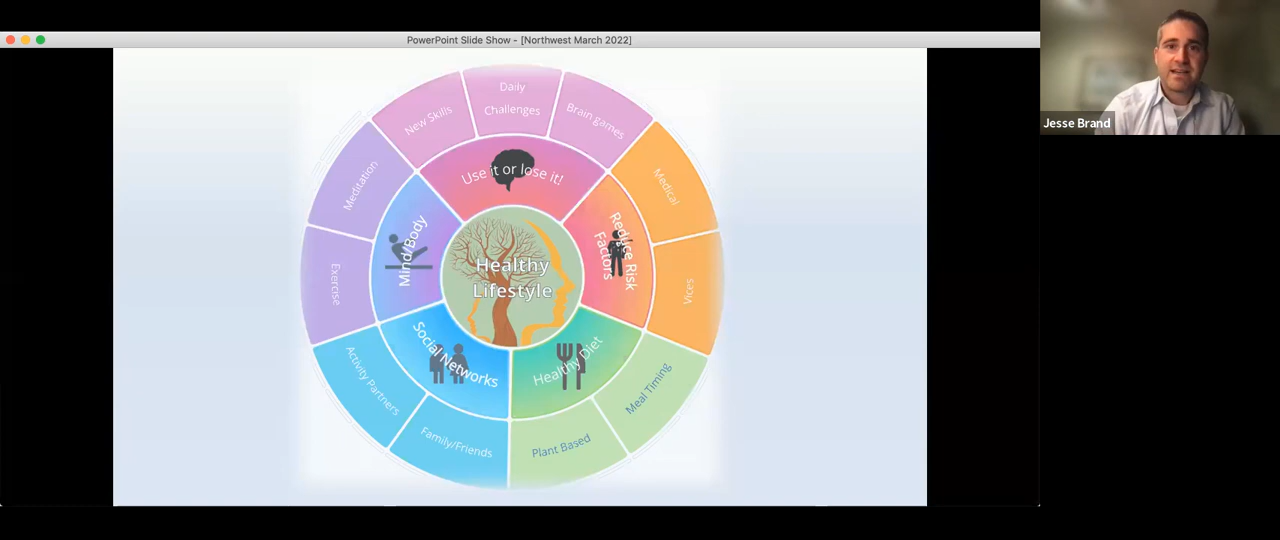 PowerPoint Slide Show - [Northwest March 2022]
Jesse Brand
Daily
Challenges
New Skills
Brain games
Use it or lose it!
Meditation
Medical
Mind/Body
Reduce Risk
Factors
Healthy
Lifestyle
Exercise
Vices
Social Networks
Healthy Diet
Activity Partners
Meal Timing
Family/Friends
Plant Based